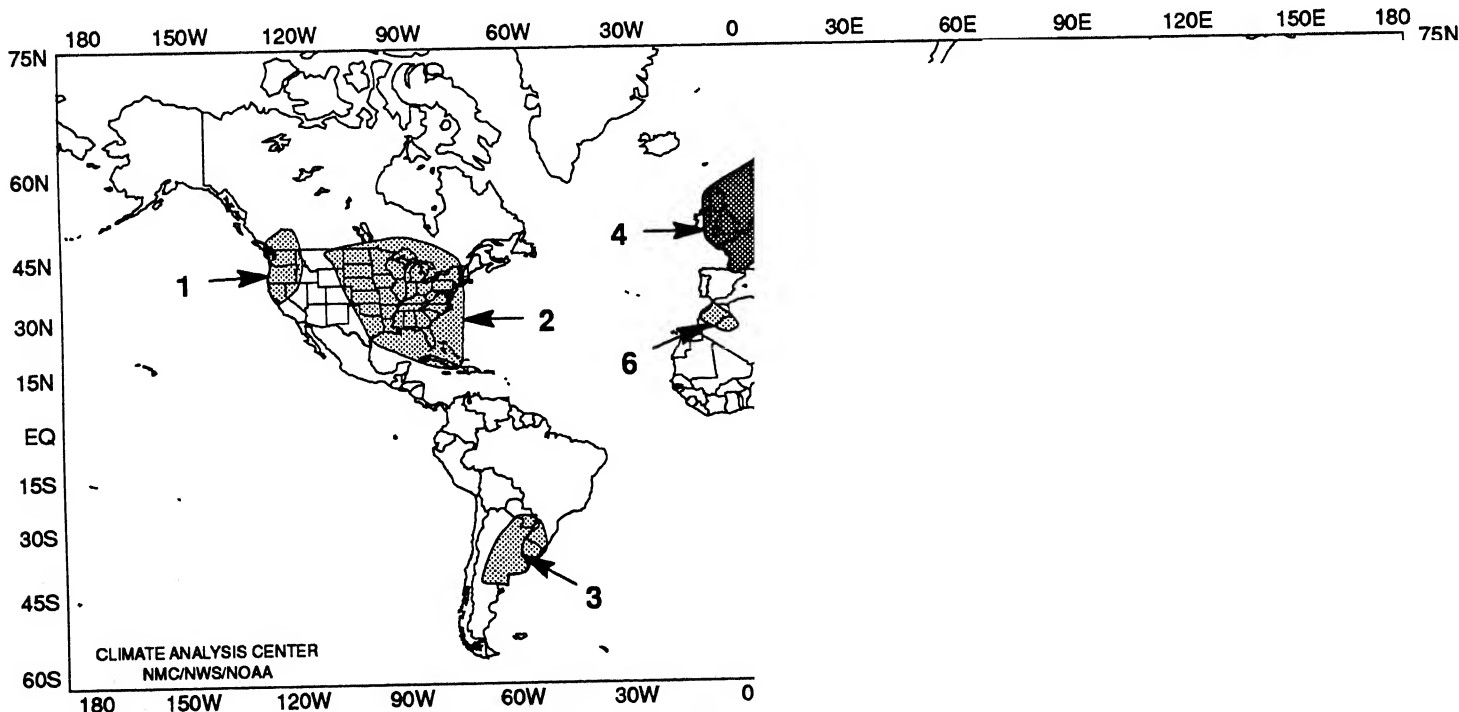 180 150W 120W 90W 60W 30W 0 30E 60E 90E 120E 150E 180
75N 75N
60N
4
45N
1
30N
2
6
15N
EQ
15S
30S
3
45S
CLIMATE ANALYSIS CENTER
NMC/NWS/NOAA
60S
180 150W 120W 90W 60W 30W 0